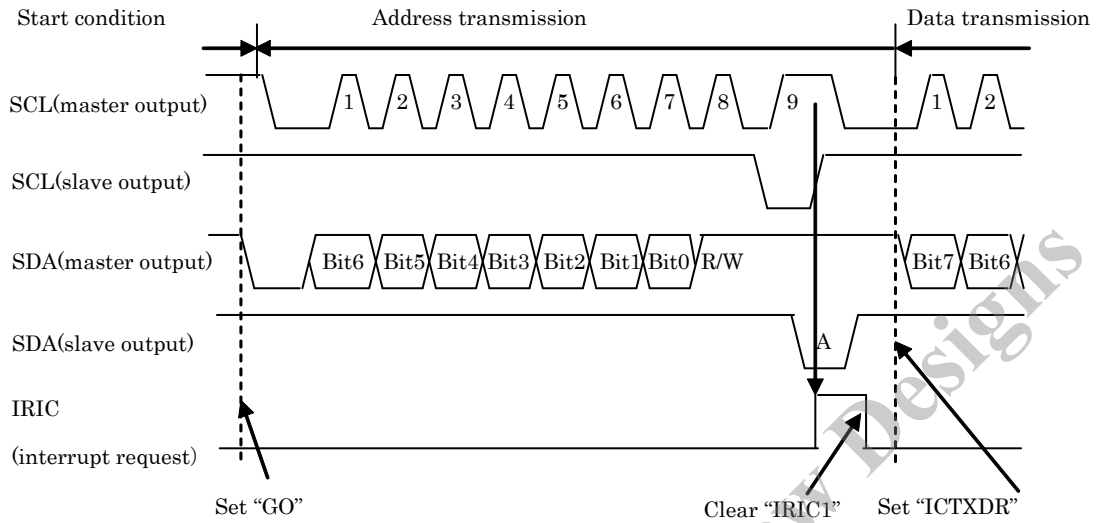 Start condition Address transmission Data transmission
SCL(master output) 1 2 3 4 5 6 7 8 9 1 2
SCL(slave output)
SDA(master output) Bit6 Bit5 Bit4 Bit3 Bit2 Bit1 Bit0 R/W Bit7 Bit6
SDA(slave output) A
IRIC
(interrupt request)
Set “GO” Clear “IRIC1” Set “ICTXDR”
w Designs